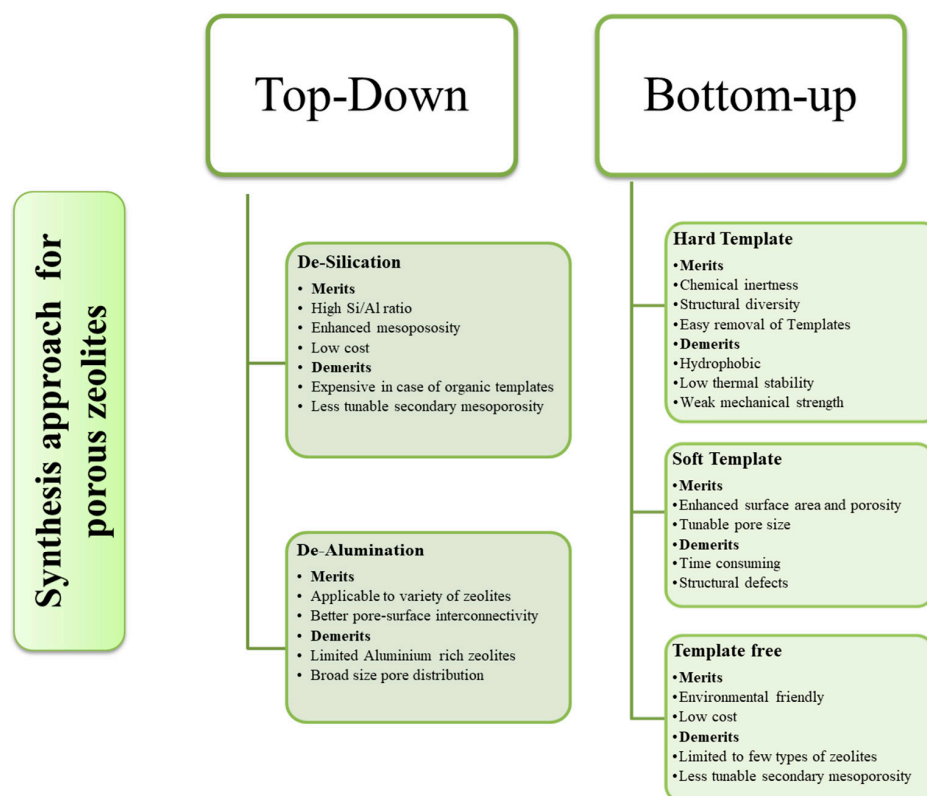 Synthesis approach for
porous zeolites
Top-Down
De-Silication
• Merits
• High Si/Al ratio
• Enhanced mesopososity
• Low cost
• Demerits
• Expensive in case of organic templates
• Less tunable secondary mesoporosity
De-Alumination
• Merits
• Applicable to variety of zeolites
• Better pore-surface interconnectivity
• Demerits
• Limited Aluminium rich zeolites
• Broad size pore distribution
Bottom-up
Hard Template
•Merits
•Chemical inertness
•Structural diversity
•Easy removal of Templates
•Demerits
•Hydrophobic
•Low thermal stability
•Weak mechanical strength
Soft Template
•Merits
•Enhanced surface area and porosity
•Tunable pore size
•Demerits
•Time consuming
•Structural defects
Template free
•Merits
•Environmental friendly
•Low cost
•Demerits
•Limited to few types of zeolites
•Less tunable secondary mesoporosity